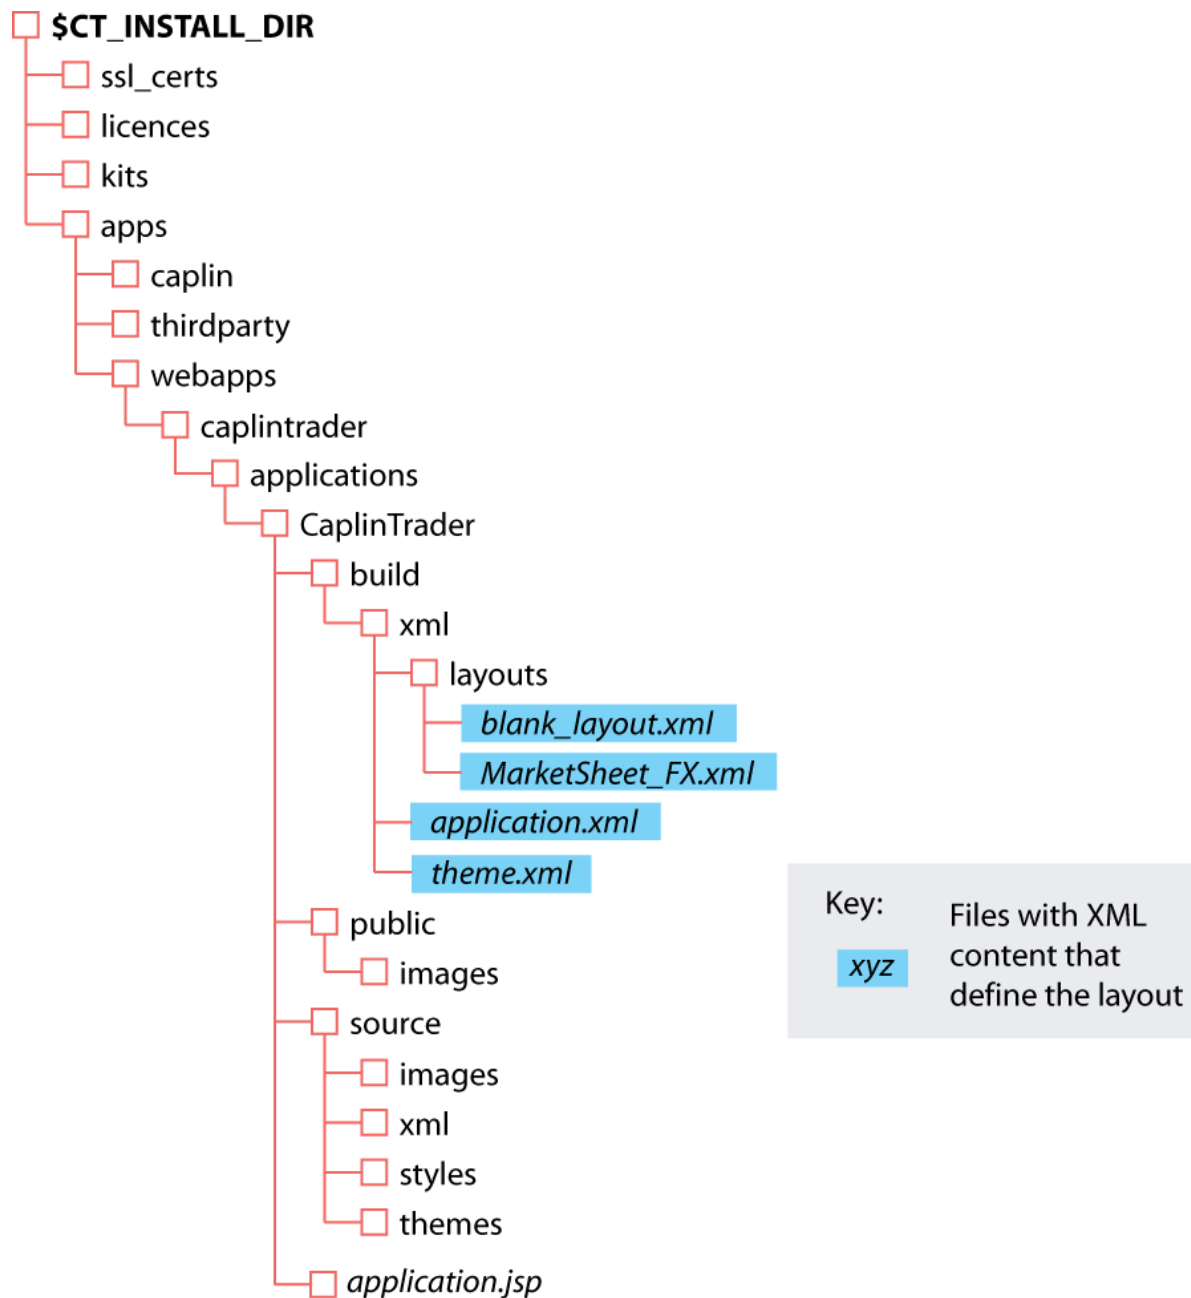 $CT_INSTALL_DIR
ssl_certs
licences
kits
apps
caplin
thirdparty
webapps
caplintrader
applications
CaplinTrader
build
xml
layouts
blank_layout.xml
MarketSheet_FX.xml
application.xml
theme.xml
public
images
source
images
xml
styles
themes
application.jsp
Key:
xyz
Files with XML
content that
define the layout